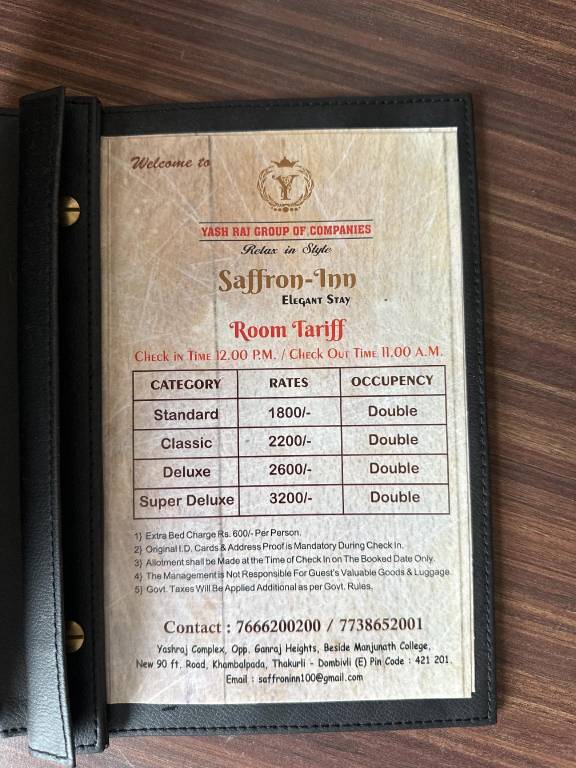 Welcome to
Y
YASH RAJ GROUP OF COMPANIES
Relax in Style
Saffron-Inn
Elegant Stay
Room Tariff
Check in Time 12.00 P.M. / Check Out Time 11.00 A.M.
CATEGORY RATES OCCUPENCY
Standard 1800/- Double
Classic 2200/- Double
Deluxe 2600/- Double
Super Deluxe 3200/- Double
1) Extra Bed Charge Rs. 600/- Per Person.
2) Original I.D. Cards & Address Proof is Mandatory During Check In.
3) Allotment shall be Made at the Time of Check In on The Booked Date Only.
4) The Management is Not Responsible For Guest's Valuable Goods & Luggage
5) Govt. Taxes Will Be Applied Additional as per Govt. Rules.
Contact : 7666200200 / 7738652001
Yashraj Complex, Opp. Ganraj Heights, Beside Manjunath College,
New 90 ft. Road, Khambalpada, Thakurli - Dombivli (E) Pin Code : 421 201.
Email : saffroninn100@gmail.com